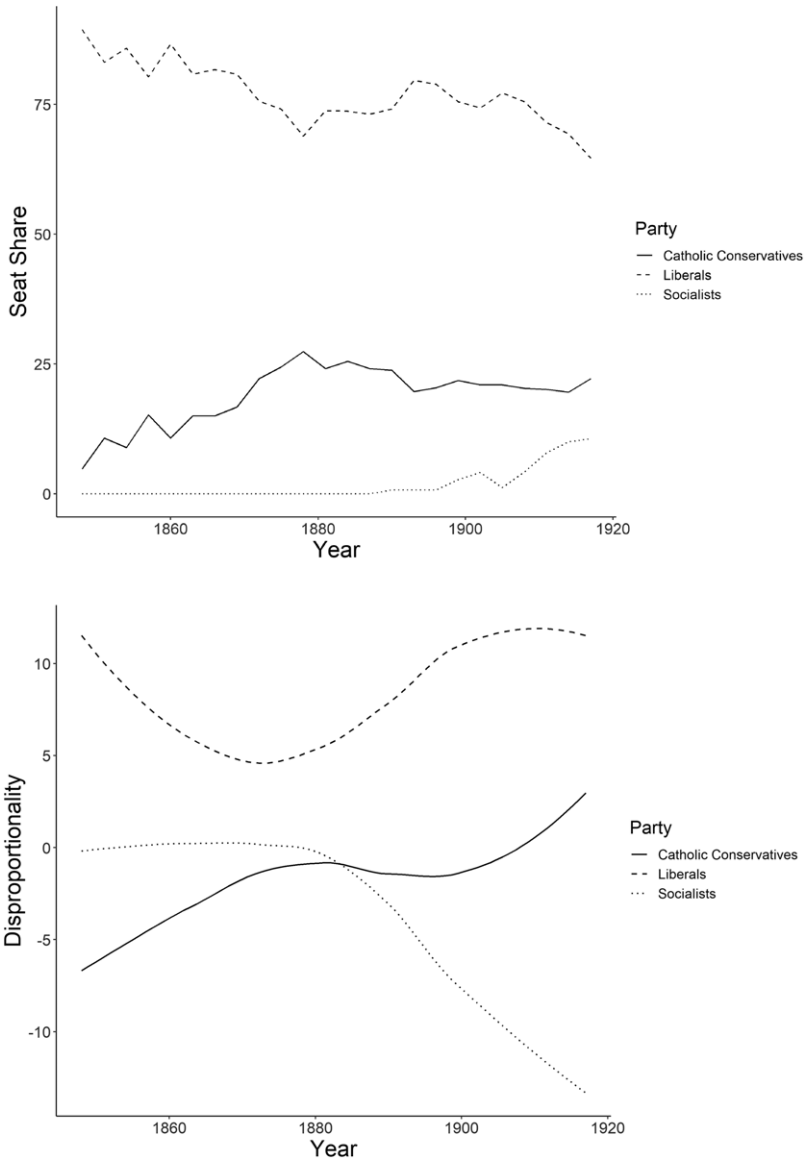 75
50
25
0
Seat Share
1860
1880
1900
1920
Year
Party
Catholic Conservatives
Liberals
Socialists
10
5
0
-5
-10
Disproportionality
1860
1880
1900
1920
Year
Party
Catholic Conservatives
Liberals
Socialists